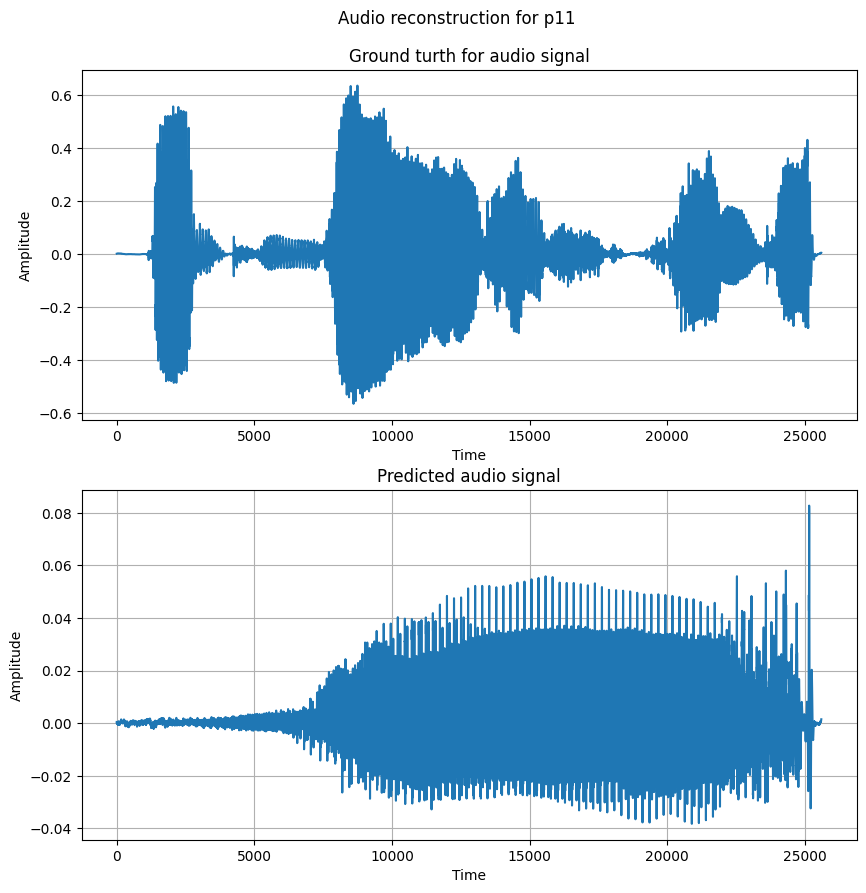 Audio reconstruction for p11
Ground turth for audio signal
0.6
0.4
0.2
0.0
−0.2
−0.4
−0.6
Amplitude
0 5000 10000 15000 20000 25000
Time
Predicted audio signal
0.08
0.06
0.04
0.02
0.00
−0.02
−0.04
Amplitude
0 5000 10000 15000 20000 25000
Time